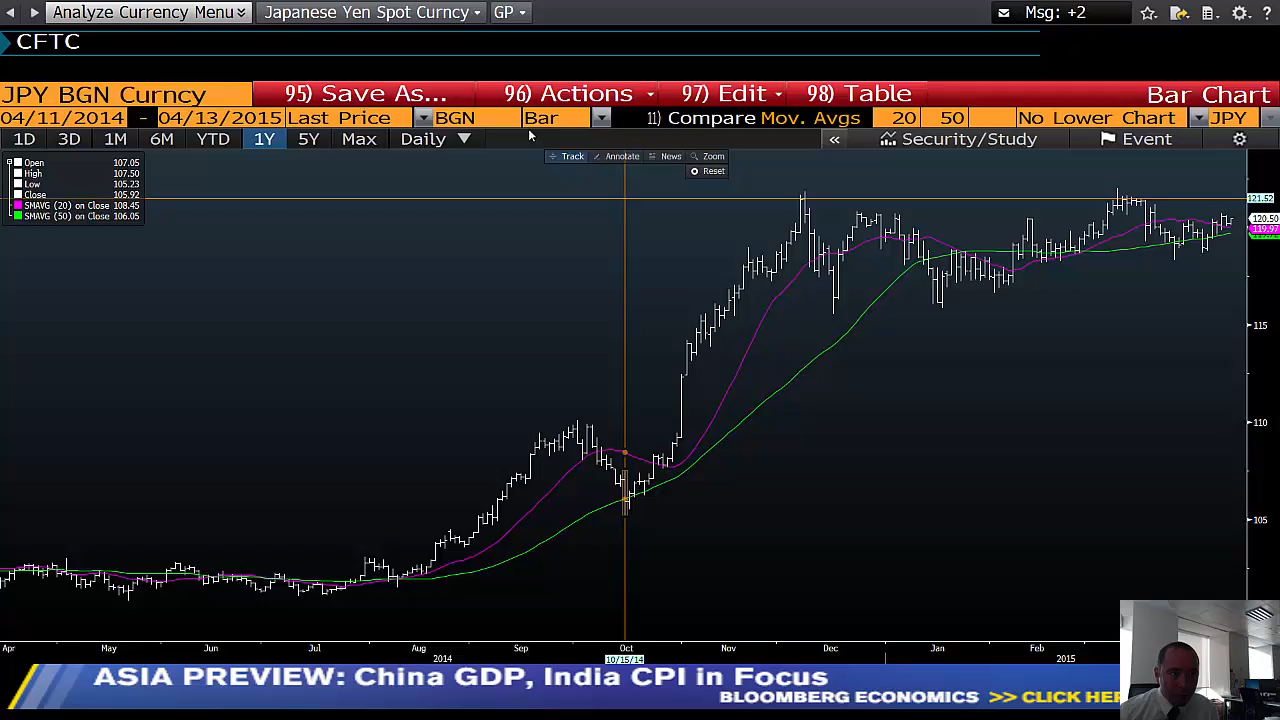 Analyze Currency Menu Japanese Yen Spot Curncy GP Msg: +2 ?
CFTC
JPY BGN Curncy 95) Save As... 96) Actions 97) Edit 98) Table Bar Chart
04/11/2014 - 04/13/2015 Last Price BGN Bar 11) Compare Mov. Avgs 20 50 No Lower Chart JPY
1D 3D 1M 6M YTD 1Y 5Y Max Daily « Security/Study Event
Track Annotate News Zoom
Reset
Open 107.05
High 107.50
Low 105.23
Close 105.92
SMAVG (20) on Close 108.45
SMAVG (50) on Close 106.05
121.52
120.50
119.97
115
110
105
Apr May Jun Jul Aug Sep Oct Nov Dec Jan Feb
2014 10/15/14 2015
ASIA PREVIEW: China GDP, India CPI in Focus
BLOOMBERG ECONOMICS >> CLICK HER